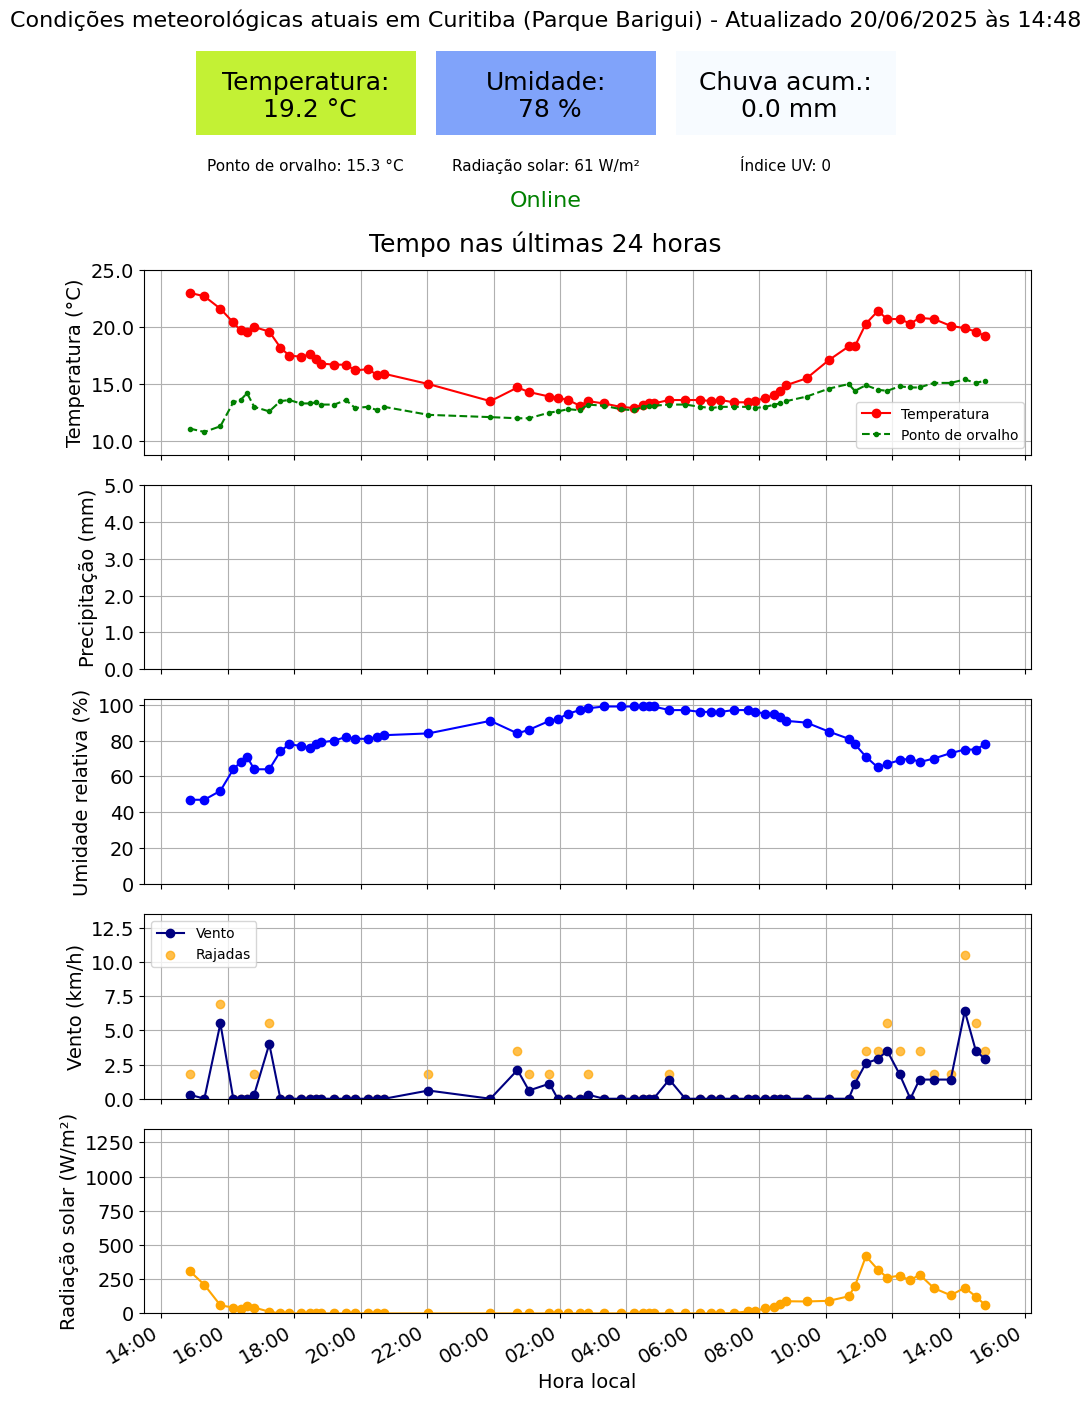 Condições meteorológicas atuais em Curitiba (Parque Barigui) - Atualizado 20/06/2025 às 14:48
Temperatura:
19.2 °C
Umidade:
78 %
Chuva acum.:
0.0 mm
Ponto de orvalho: 15.3 °C
Radiação solar: 61 W/m²
Índice UV: 0
Online
Tempo nas últimas 24 horas
Temperatura (°C)
25.0
20.0
15.0
10.0
Temperatura
Ponto de orvalho
Precipitação (mm)
5.0
4.0
3.0
2.0
1.0
0.0
Umidade relativa (%)
100
80
60
40
20
0
Vento (km/h)
12.5
10.0
7.5
5.0
2.5
0.0
Vento
Rajadas
Radiação solar (W/m²)
1250
1000
750
500
250
0
14:00
16:00
18:00
20:00
22:00
00:00
02:00
04:00
06:00
08:00
10:00
12:00
14:00
16:00
Hora local